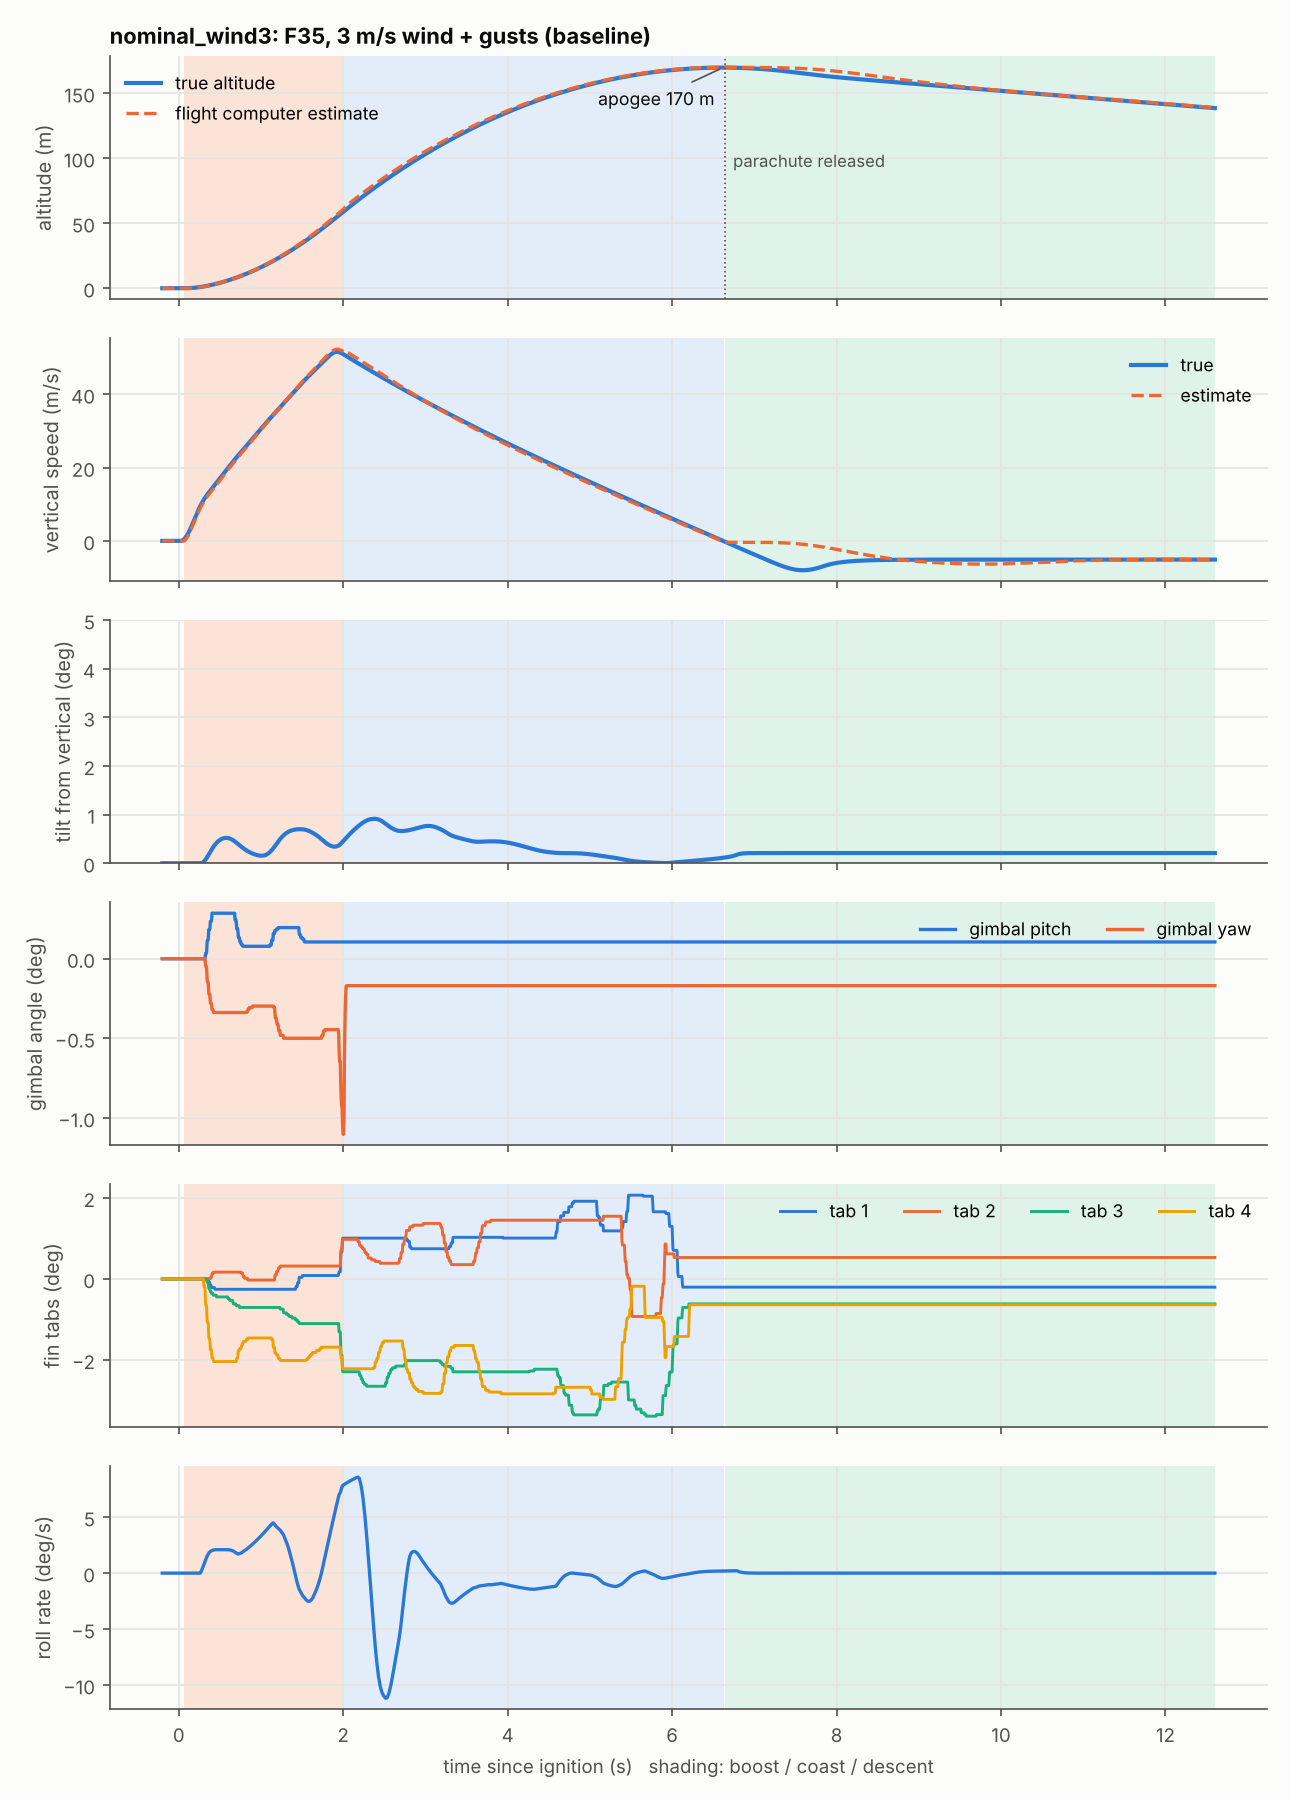 nominal_wind3: F35, 3 m/s wind + gusts (baseline)
true altitude
flight computer estimate
apogee 170 m
parachute released
altitude (m)
150
100
50
0
true
estimate
vertical speed (m/s)
40
20
0
tilt from vertical (deg)
5
4
3
2
1
0
gimbal pitch
gimbal yaw
gimbal angle (deg)
0.0
−0.5
−1.0
tab 1
tab 2
tab 3
tab 4
fin tabs (deg)
2
0
−2
roll rate (deg/s)
5
0
−5
−10
0 2 4 6 8 10 12
time since ignition (s)   shading: boost / coast / descent